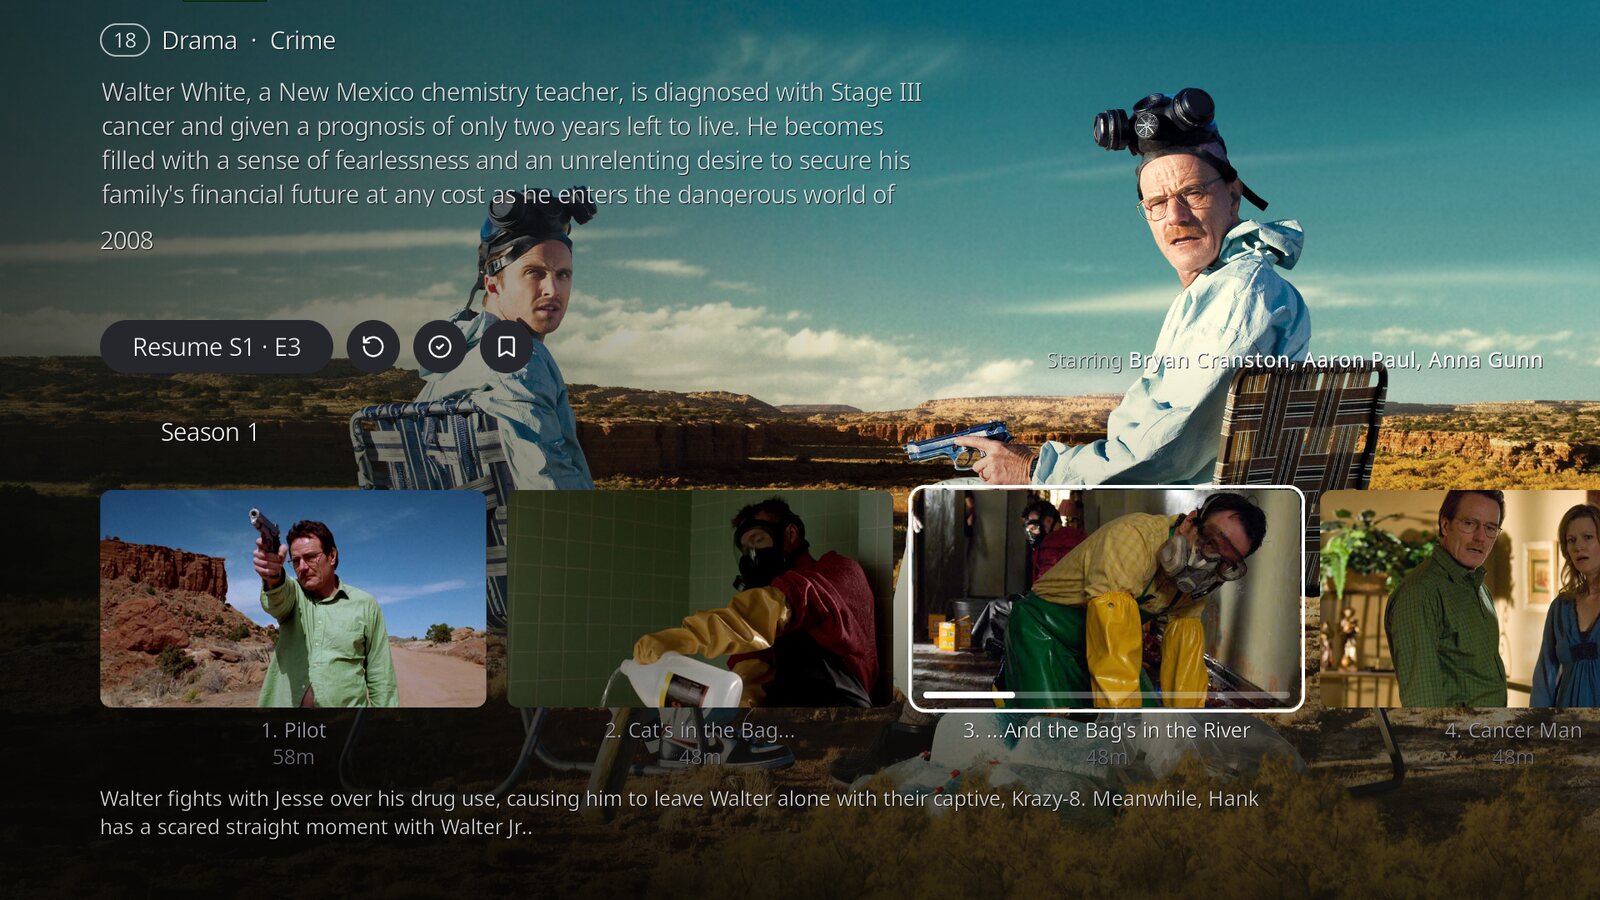 18 Drama · Crime
Walter White, a New Mexico chemistry teacher, is diagnosed with Stage III
cancer and given a prognosis of only two years left to live. He becomes
filled with a sense of fearlessness and an unrelenting desire to secure his
family's financial future at any cost as he enters the dangerous world of
2008
Resume S1 · E3
Starring Bryan Cranston, Aaron Paul, Anna Gunn
Season 1
1. Pilot
58m
2. Cat's in the Bag...
48m
3. ...And the Bag's in the River
48m
4. Cancer Man
48m
Walter fights with Jesse over his drug use, causing him to leave Walter alone with their captive, Krazy-8. Meanwhile, Hank
has a scared straight moment with Walter Jr..